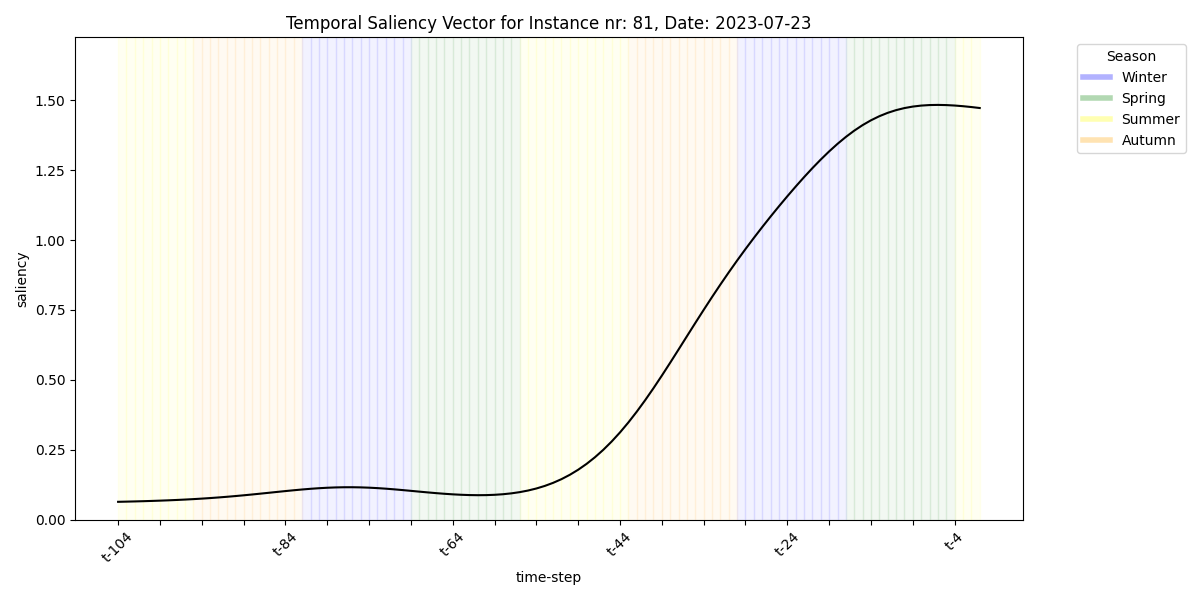 Temporal Saliency Vector for Instance nr: 81, Date: 2023-07-23
Season
Winter
Spring
Summer
Autumn
saliency
1.50
1.25
1.00
0.75
0.50
0.25
0.00
t-104
t-84
t-64
t-44
t-24
t-4
time-step